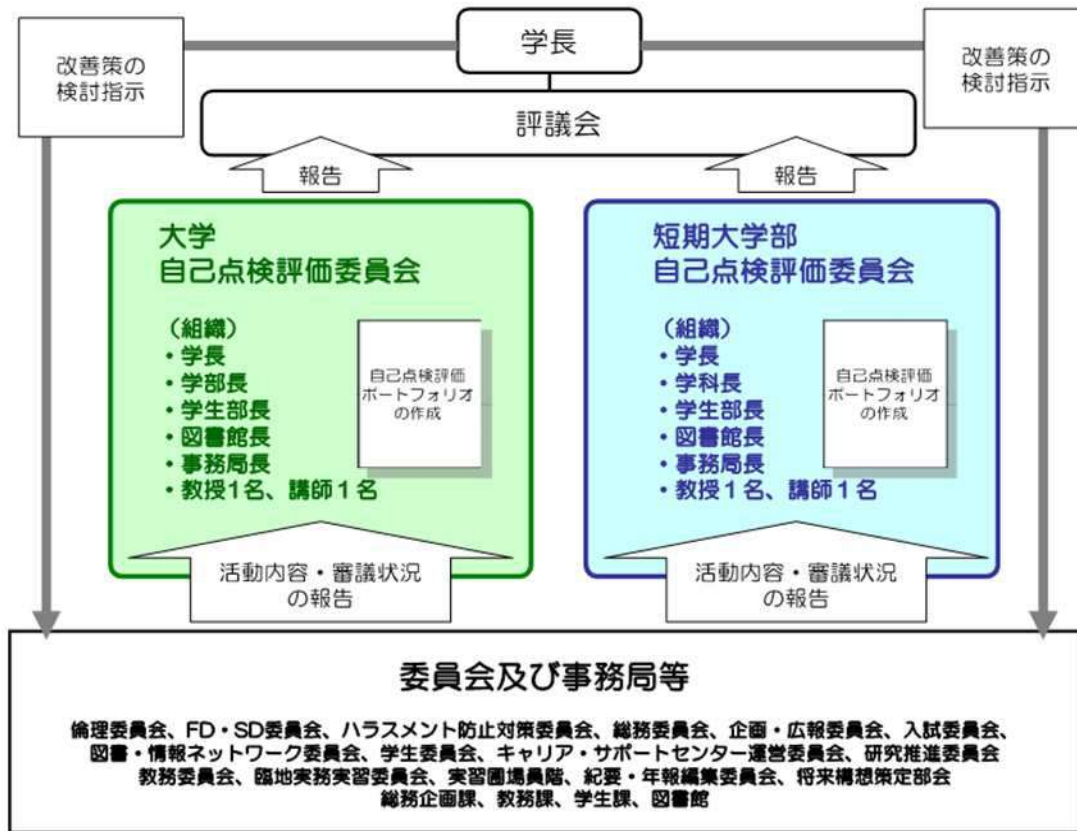 学長
改善策の
検討指示
改善策の
検討指示
評議会
報告
報告
大学
自己点検評価委員会
（組織）
・学長
・学部長
・学生部長
・図書館長
・事務局長
・教授1名、講師1名
自己点検評価
ポートフォリオ
の作成
活動内容・審議状況
の報告
短期大学部
自己点検評価委員会
（組織）
・学長
・学科長
・学生部長
・図書館長
・事務局長
・教授1名、講師1名
自己点検評価
ポートフォリオ
の作成
活動内容・審議状況
の報告
委員会及び事務局等
倫理委員会、FD・SD委員会、ハラスメント防止対策委員会、総務委員会、企画・広報委員会、入試委員会、
図書・情報ネットワーク委員会、学生委員会、キャリア・サポートセンター運営委員会、研究推進委員会
教務委員会、臨地実務実習委員会、実習圃場員階、紀要・年報編集委員会、将来構想策定部会
総務企画課、教務課、学生課、図書館